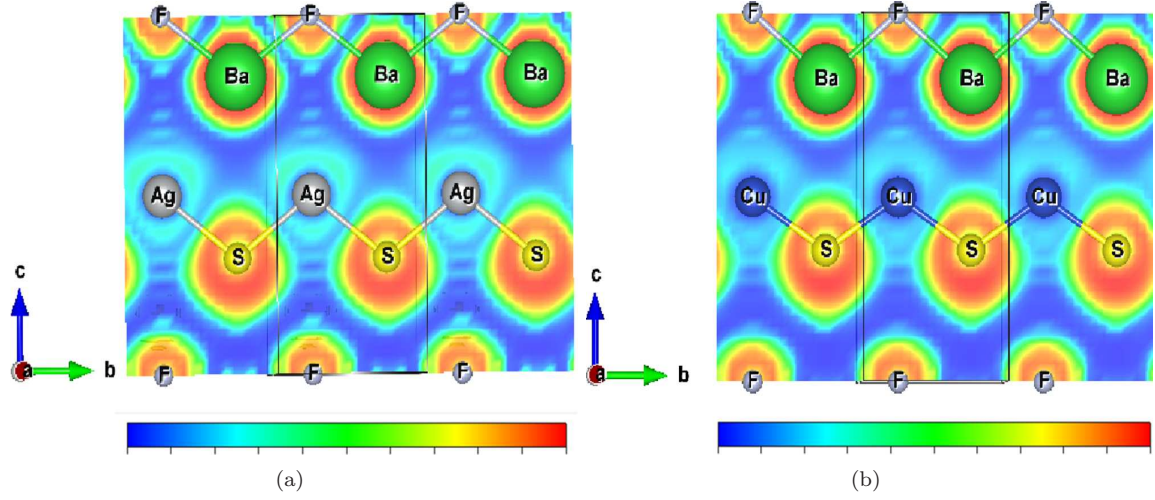 F F F F F F
Ba Ba Ba Ba Ba Ba
Ag Ag Ag Cu Cu Cu
S S S S S S
c c
a b a b
F F F F F F
(a) (b)